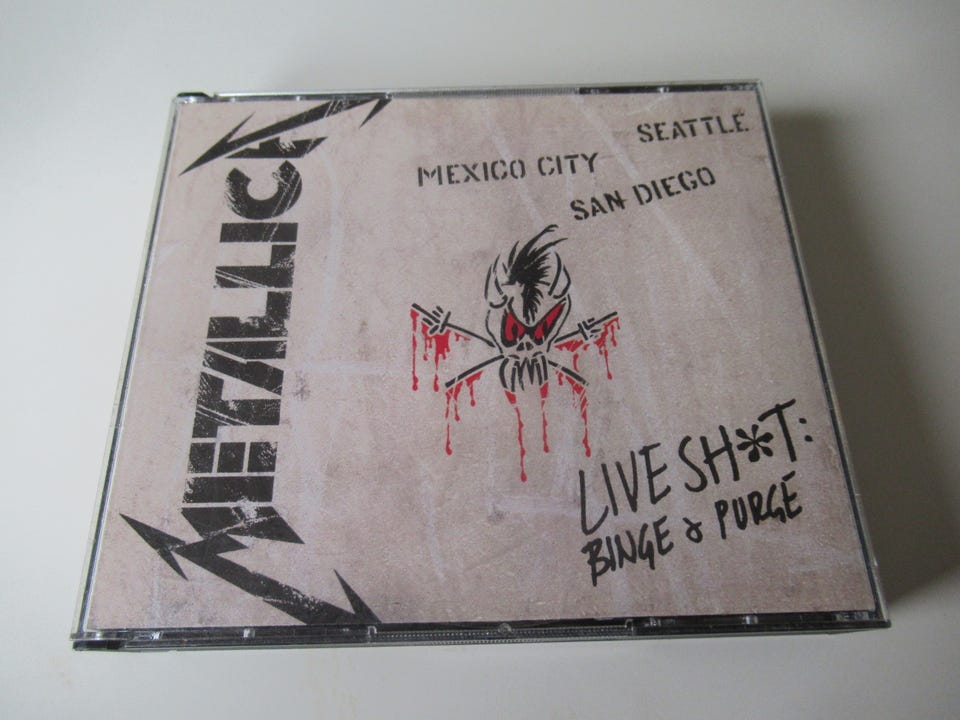 METALLICA
SEATTLE
MEXICO CITY
SAN DIEGO
LIVE SH*T:
BINGE & PURGE